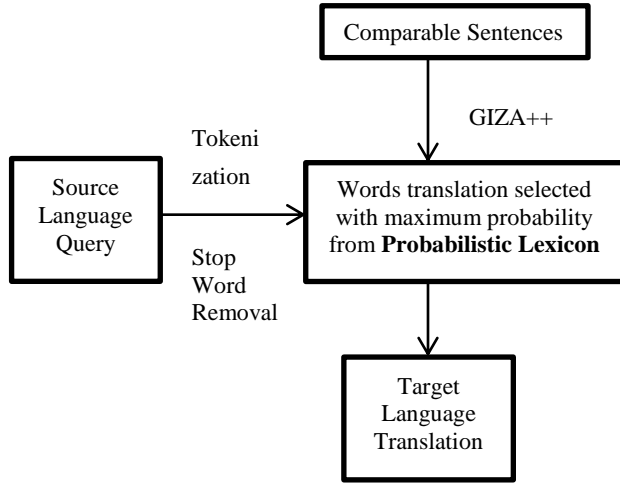 Comparable Sentences
GIZA++
Tokeni
zation
Source
Language
Query
Stop
Word
Removal
Words translation selected
with maximum probability
from Probabilistic Lexicon
Target
Language
Translation